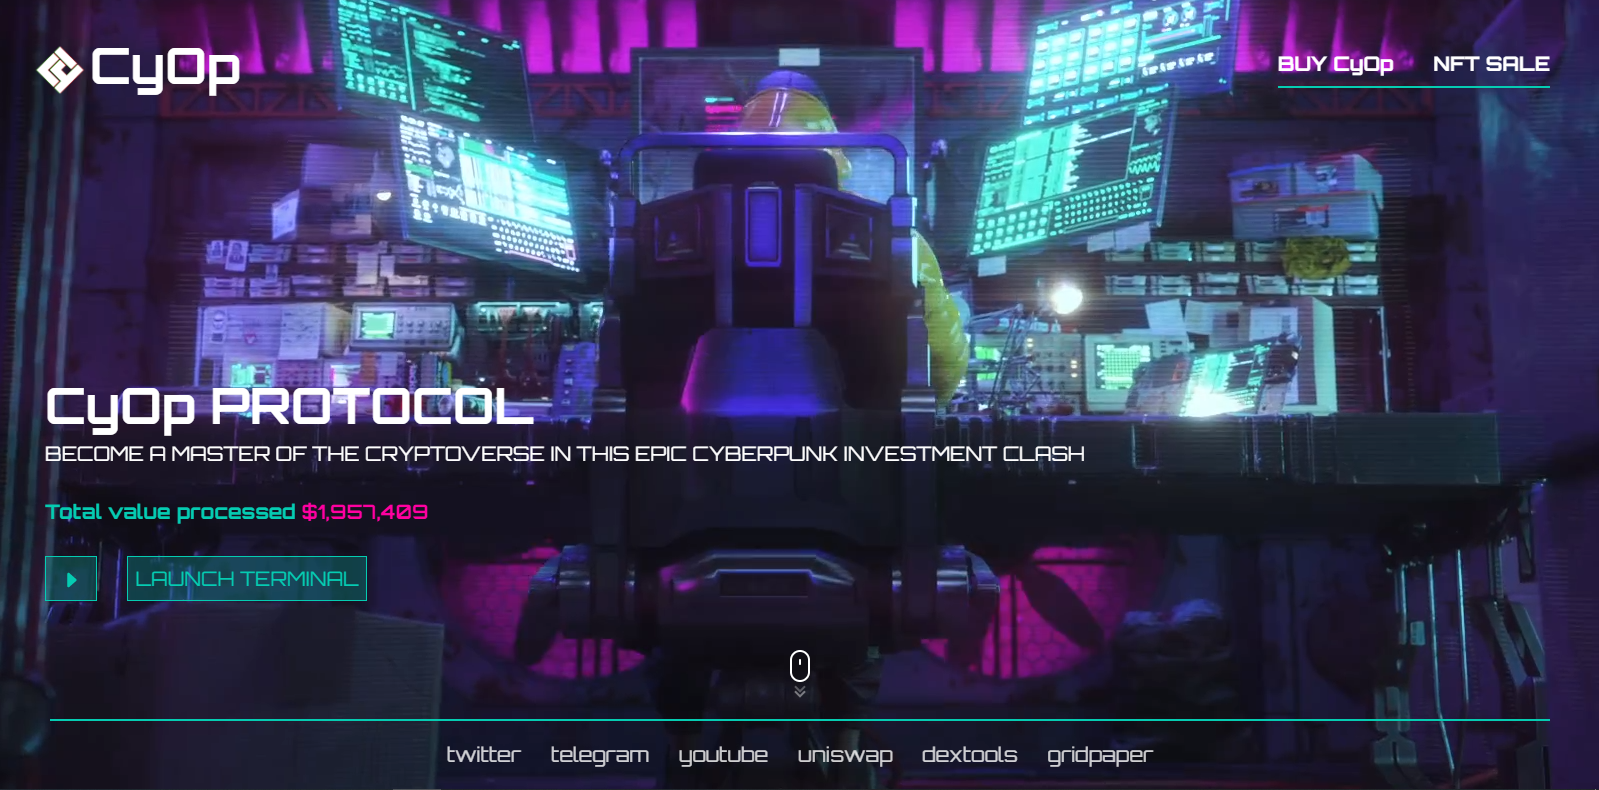 CyOp
BUY CyOp NFT SALE
CyOp PROTOCOL
BECOME A MASTER OF THE CRYPTOVERSE IN THIS EPIC CYBERPUNK INVESTMENT CLASH
Total value processed $1,957,409
LAUNCH TERMINAL
twitter telegram youtube uniswap dextools gridpaper